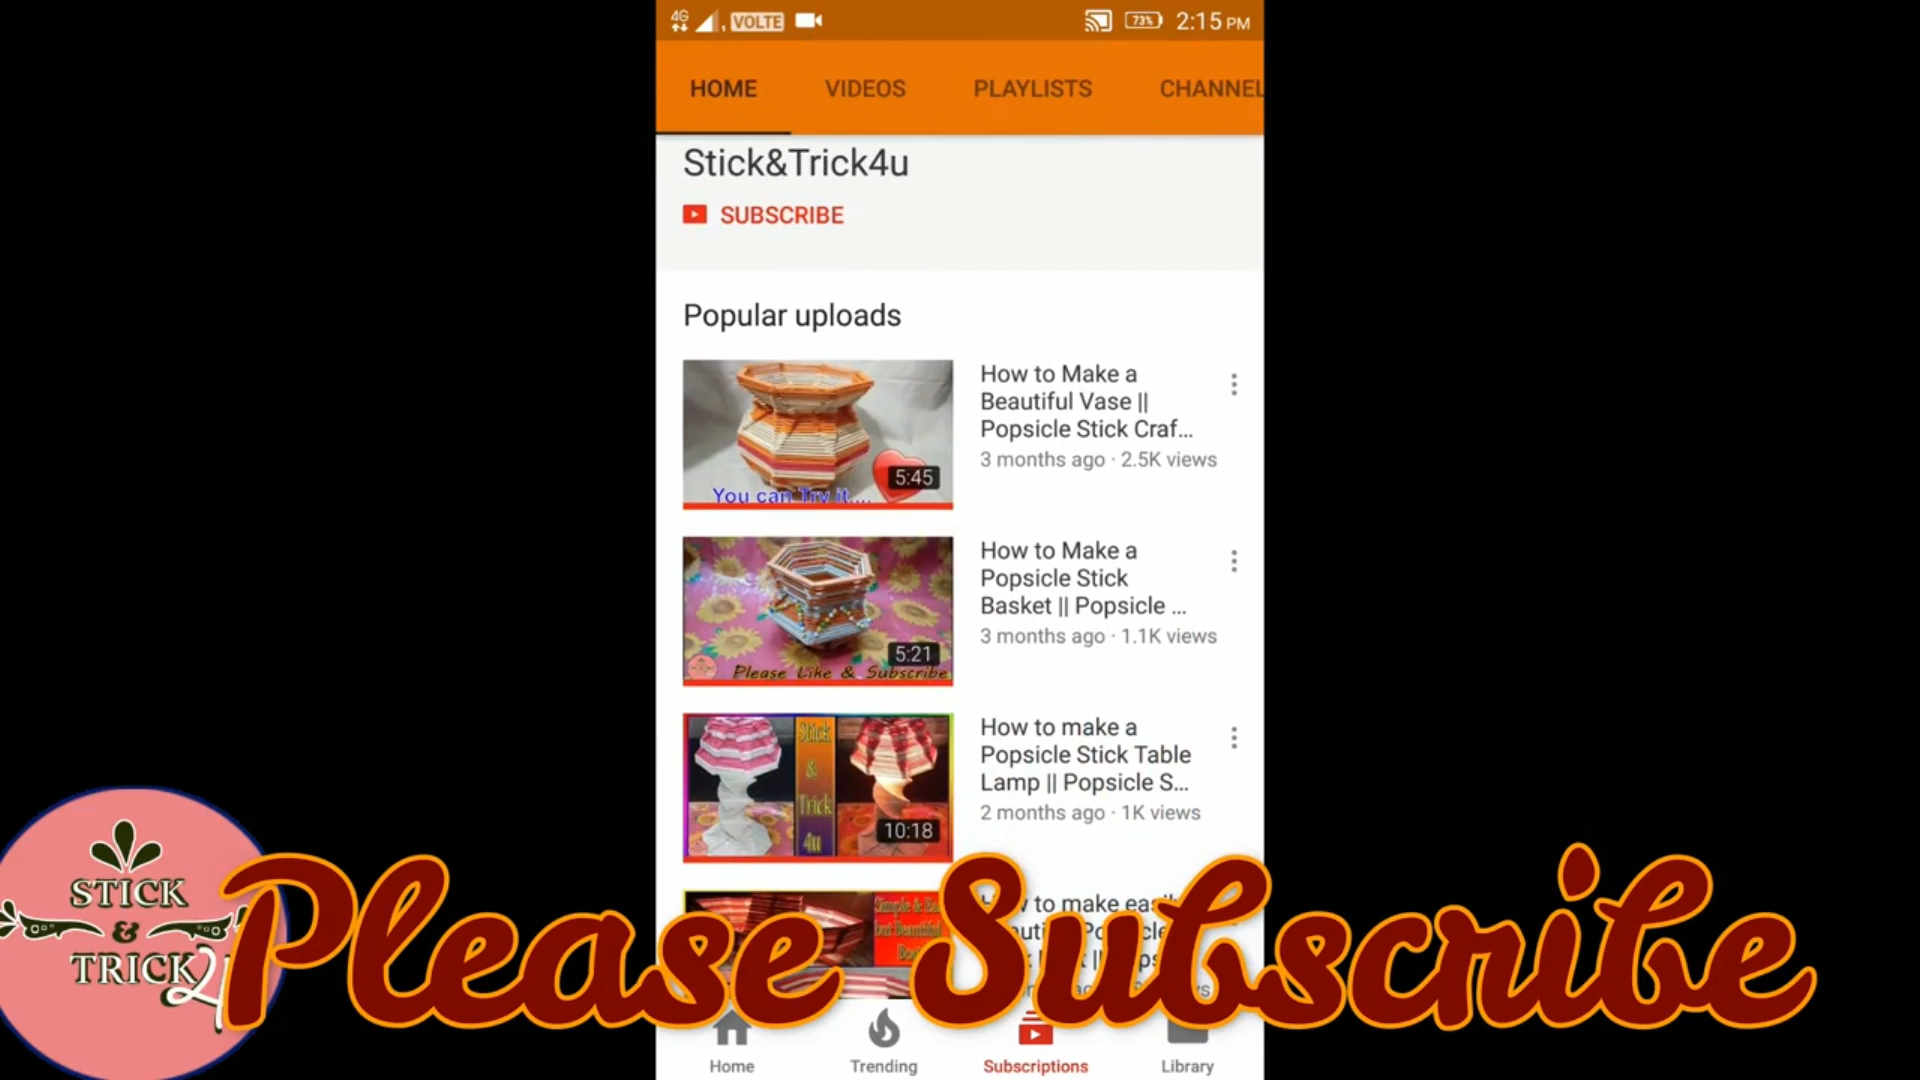 4G VOLTE 73% 2:15 PM
HOME VIDEOS PLAYLISTS CHANNEL
Stick&Trick4u
SUBSCRIBE
Popular uploads
How to Make a
Beautiful Vase ||
Popsicle Stick Craf...
3 months ago · 2.5K views
You can Try it....
5:45
How to Make a
Popsicle Stick
Basket || Popsicle ...
3 months ago · 1.1K views
5:21
Please Like & Subscribe
How to make a
Popsicle Stick Table
Lamp || Popsicle S...
2 months ago · 1K views
Stick
&
Trick
4u
10:18
to make
STICK
&
TRICK
Please Subscribe
Home Trending Subscriptions Library